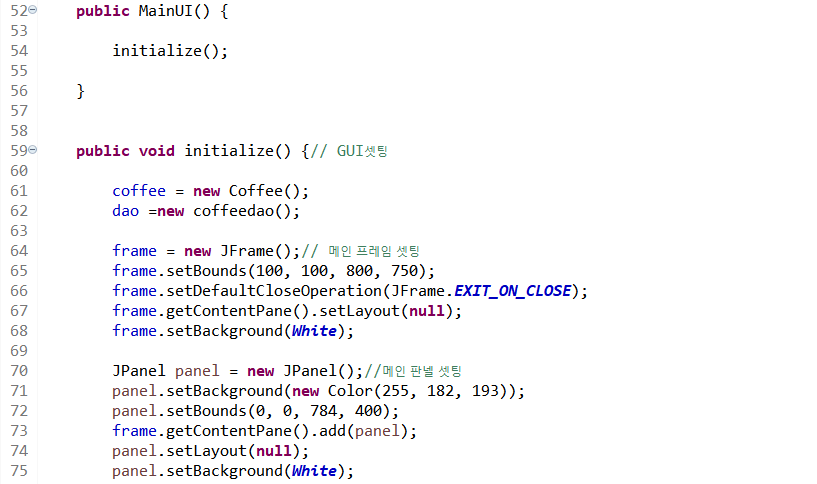 52 public MainUI() {
53
54 initialize();
55
56 }
57
58
59 public void initialize() {// GUI셋팅
60
61 coffee = new Coffee();
62 dao =new coffeedao();
63
64 frame = new JFrame();// 메인 프레임 셋팅
65 frame.setBounds(100, 100, 800, 750);
66 frame.setDefaultCloseOperation(JFrame.EXIT_ON_CLOSE);
67 frame.getContentPane().setLayout(null);
68 frame.setBackground(White);
69
70 JPanel panel = new JPanel();//메인 판넬 셋팅
71 panel.setBackground(new Color(255, 182, 193));
72 panel.setBounds(0, 0, 784, 400);
73 frame.getContentPane().add(panel);
74 panel.setLayout(null);
75 panel.setBackground(White);